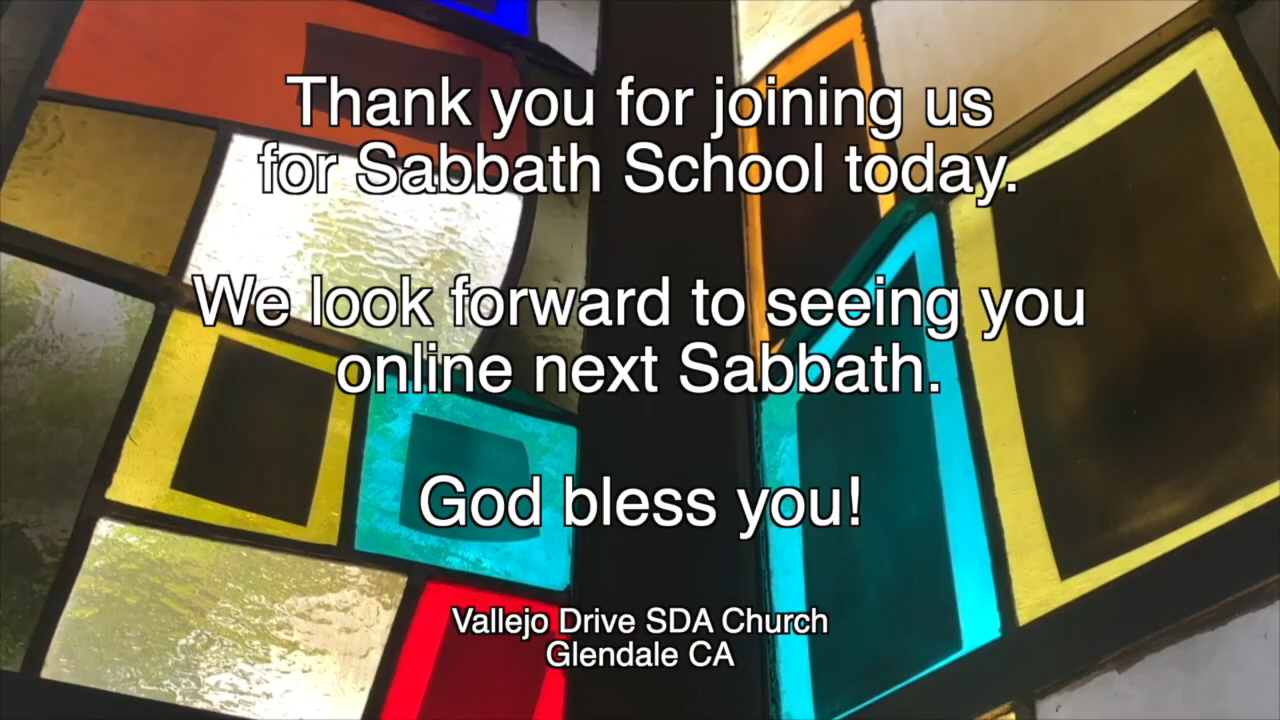 Thank you for joining us
for Sabbath School today.
We look forward to seeing you
online next Sabbath.
God bless you!
Vallejo Drive SDA Church
Glendale CA